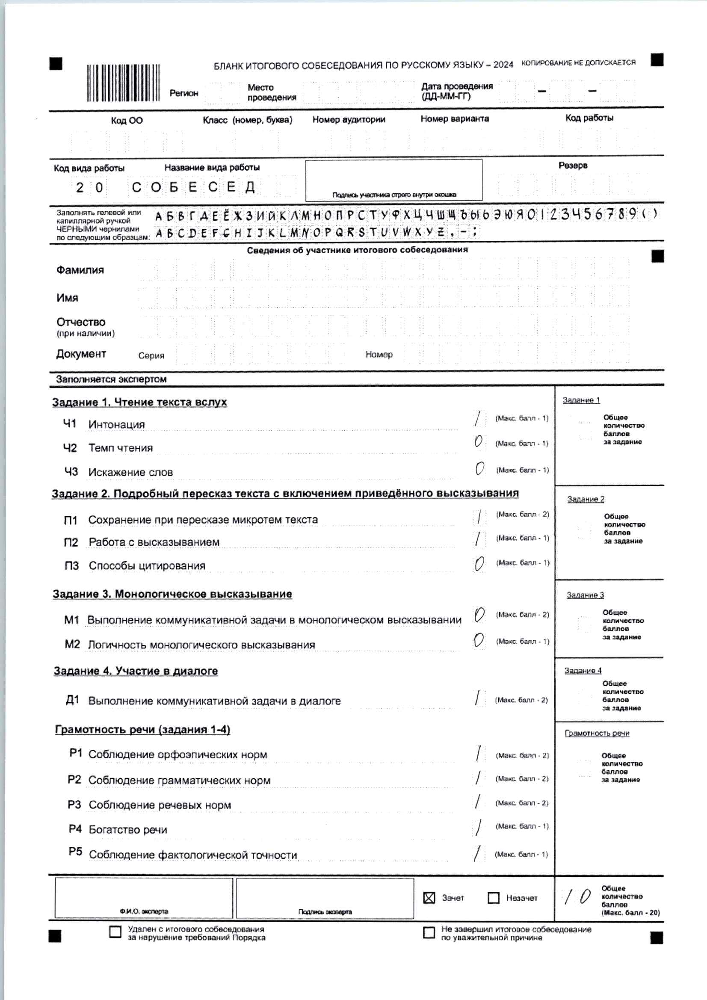 БЛАНК ИТОГОВОГО СОБЕСЕДОВАНИЯ ПО РУССКОМУ ЯЗЫКУ – 2024 КОПИРОВАНИЕ НЕ ДОПУСКАЕТСЯ
Регион Место проведения Дата проведения (ДД-ММ-ГГ) – –
Код ОО Класс (номер, буква) Номер аудитории Номер варианта Код работы
Код вида работы Название вида работы Резерв
20 СОБЕСЕД
Подпись участника строго внутри окошка
Заполнять гелевой или
капиллярной ручкой
ЧЕРНЫМИ чернилами
по следующим образцам:
АБВГДЕЁЖЗИЙКЛМНОПРСТУФХЦЧШЩЪЫЬЭЮЯ0123456789()
ABCDEFGHIJKLMNOPQRSTUVWXYZ,-;
Сведения об участнике итогового собеседования
Фамилия
Имя
Отчество
(при наличии)
Документ Серия Номер
Заполняется экспертом
Задание 1. Чтение текста вслух
Ч1 Интонация 1 (Макс. балл - 1)
Ч2 Темп чтения 0 (Макс. балл - 1)
Ч3 Искажение слов 0 (Макс. балл - 1)
Задание 1
Общее
количество
баллов
за задание
Задание 2. Подробный пересказ текста с включением приведённого высказывания
П1 Сохранение при пересказе микротем текста 1 (Макс. балл - 2)
П2 Работа с высказыванием 1 (Макс. балл - 1)
П3 Способы цитирования 0 (Макс. балл - 1)
Задание 2
Общее
количество
баллов
за задание
Задание 3. Монологическое высказывание
М1 Выполнение коммуникативной задачи в монологическом высказывании 0 (Макс. балл - 2)
М2 Логичность монологического высказывания 0 (Макс. балл - 1)
Задание 3
Общее
количество
баллов
за задание
Задание 4. Участие в диалоге
Д1 Выполнение коммуникативной задачи в диалоге 1 (Макс. балл - 2)
Задание 4
Общее
количество
баллов
за задание
Грамотность речи (задания 1-4)
Р1 Соблюдение орфоэпических норм 1 (Макс. балл - 2)
Р2 Соблюдение грамматических норм 1 (Макс. балл - 2)
Р3 Соблюдение речевых норм 1 (Макс. балл - 2)
Р4 Богатство речи 1 (Макс. балл - 1)
Р5 Соблюдение фактологической точности 1 (Макс. балл - 1)
Грамотность речи
Общее
количество
баллов
за задание
Ф.И.О. эксперта
Подпись эксперта
Зачет Незачет
10
Общее
количество
баллов
(Макс. балл - 20)
Удален с итогового собеседования
за нарушение требований Порядка
Не завершил итоговое собеседование
по уважительной причине